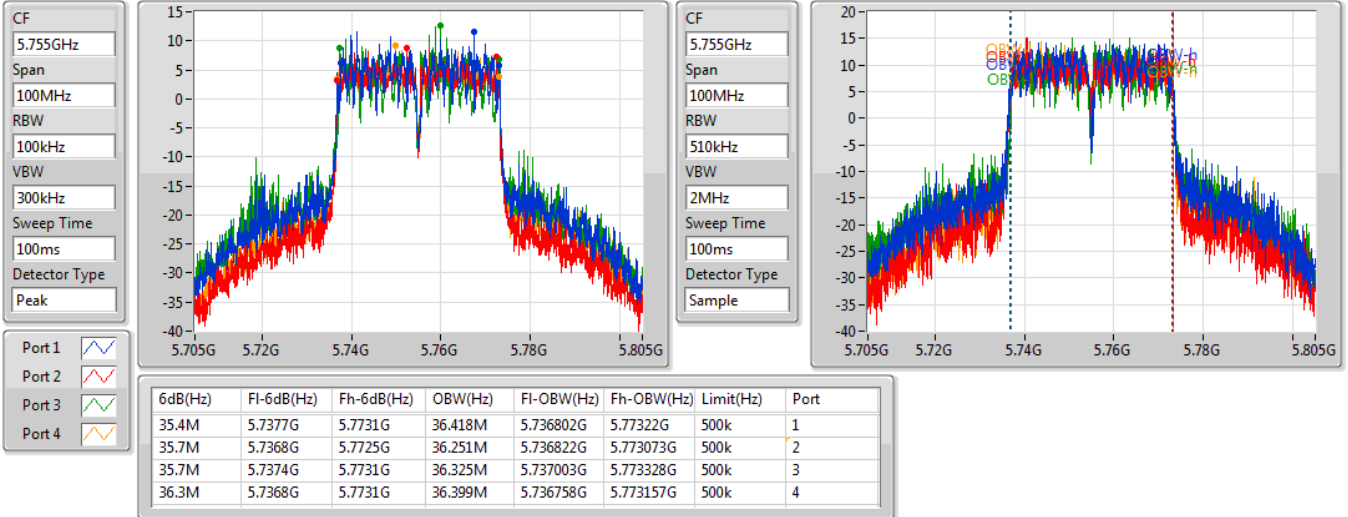 CF
5.755GHz
Span
100MHz
RBW
100kHz
VBW
300kHz
Sweep Time
100ms
Detector Type
Peak
15
10
5
0
-5
-10
-15
-20
-25
-30
-35
-40
5.705G 5.72G 5.74G 5.76G 5.78G 5.805G
CF
5.755GHz
Span
100MHz
RBW
510kHz
VBW
2MHz
Sweep Time
100ms
Detector Type
Sample
20
15
10
5
0
-5
-10
-15
-20
-25
-30
-35
-40
OBW-h
OBW-h
5.705G 5.72G 5.74G 5.76G 5.78G 5.805G
Port 1
Port 2
Port 3
Port 4
6dB(Hz) Fl-6dB(Hz) Fh-6dB(Hz) OBW(Hz) Fl-OBW(Hz) Fh-OBW(Hz) Limit(Hz) Port
35.4M 5.7377G 5.7731G 36.418M 5.736802G 5.77322G 500k 1
35.7M 5.7368G 5.7725G 36.251M 5.736822G 5.773073G 500k 2
35.7M 5.7374G 5.7731G 36.325M 5.737003G 5.773328G 500k 3
36.3M 5.7368G 5.7731G 36.399M 5.736758G 5.773157G 500k 4